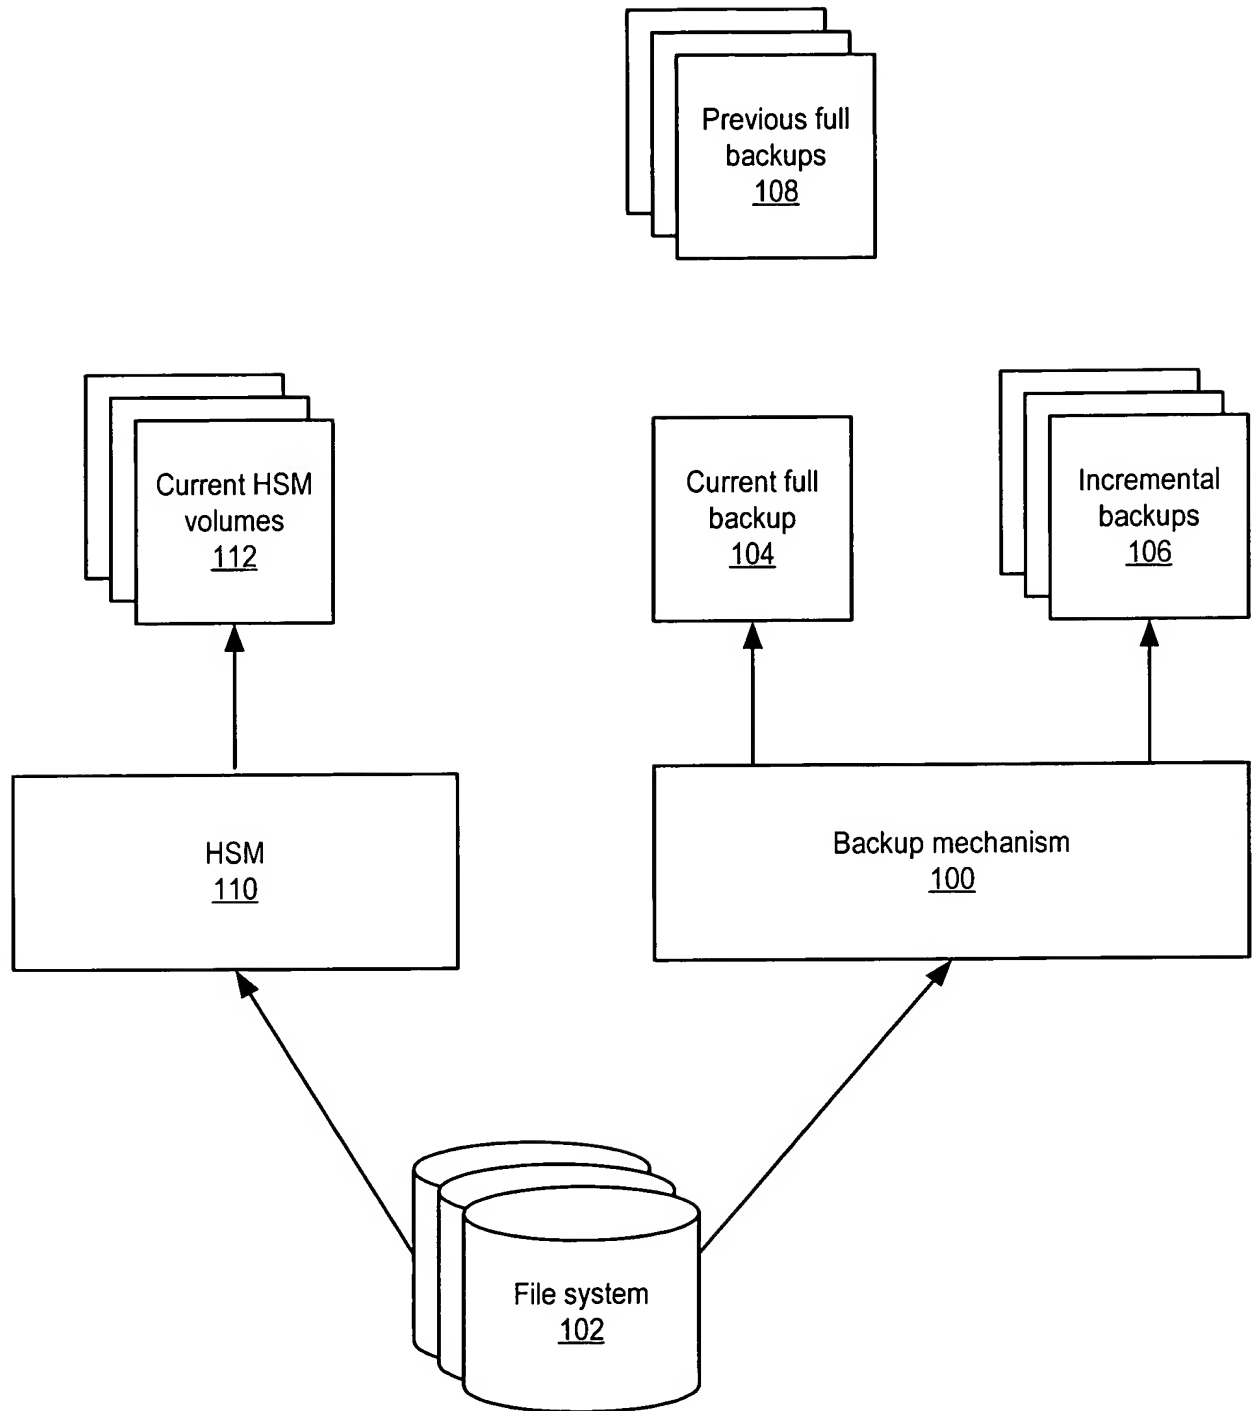 Previous full
backups
108
Current HSM
volumes
112
Current full
backup
104
Incremental
backups
106
HSM
110
Backup mechanism
100
File system
102